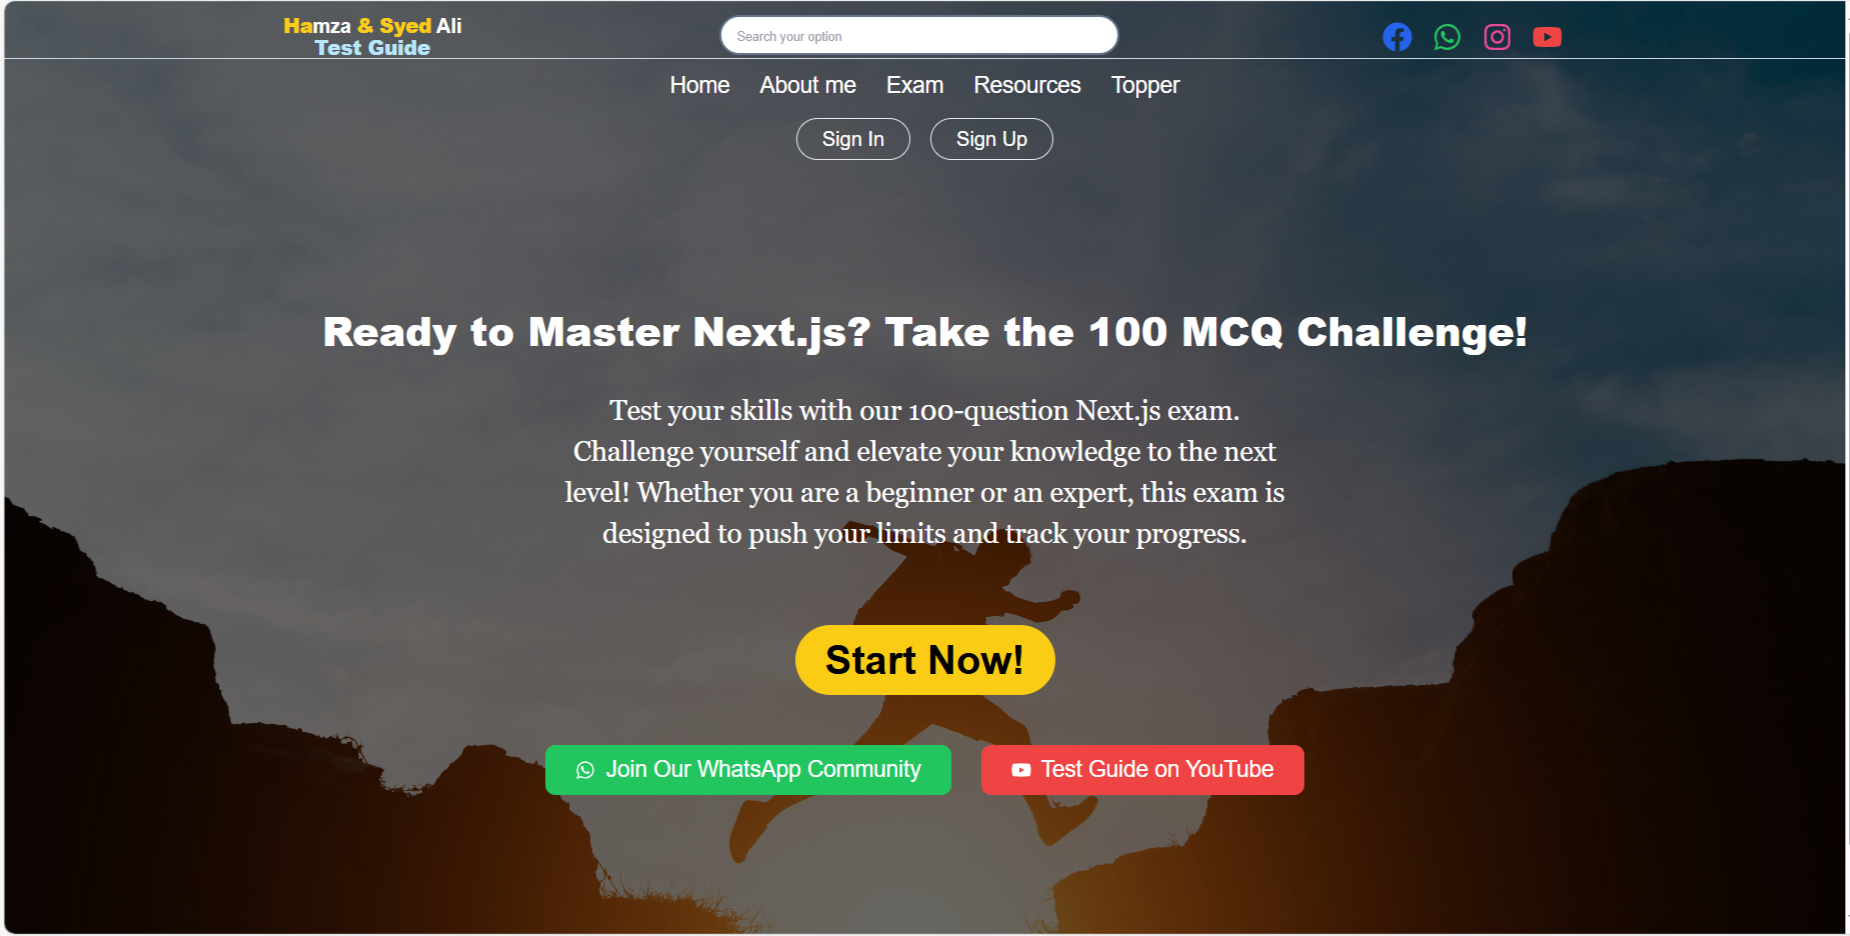 Hamza & Syed Ali
Test Guide
Search your option
Home About me Exam Resources Topper
Sign In Sign Up
Ready to Master Next.js? Take the 100 MCQ Challenge!
Test your skills with our 100-question Next.js exam.
Challenge yourself and elevate your knowledge to the next
level! Whether you are a beginner or an expert, this exam is
designed to push your limits and track your progress.
Start Now!
Join Our WhatsApp Community Test Guide on YouTube